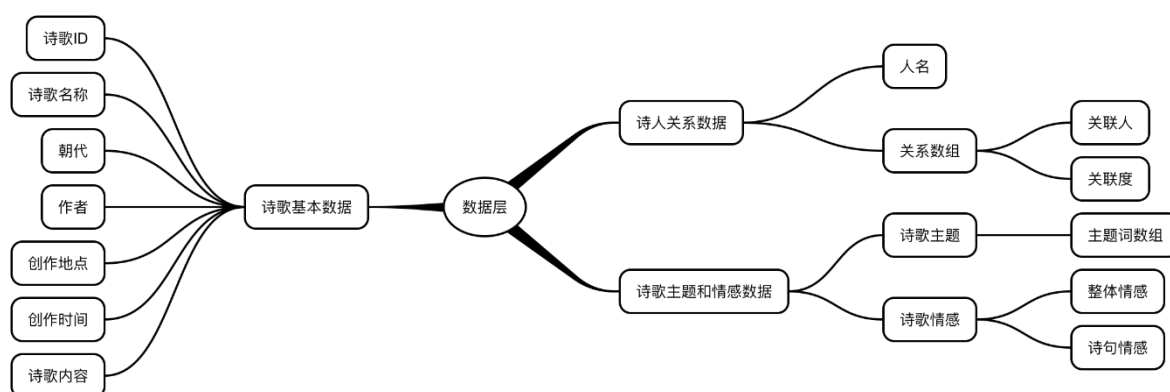 诗歌ID
诗歌名称
朝代
作者
创作地点
创作时间
诗歌内容
诗歌基本数据
数据层
诗人关系数据
人名
关系数组
关联人
关联度
诗歌主题和情感数据
诗歌主题
主题词数组
诗歌情感
整体情感
诗句情感